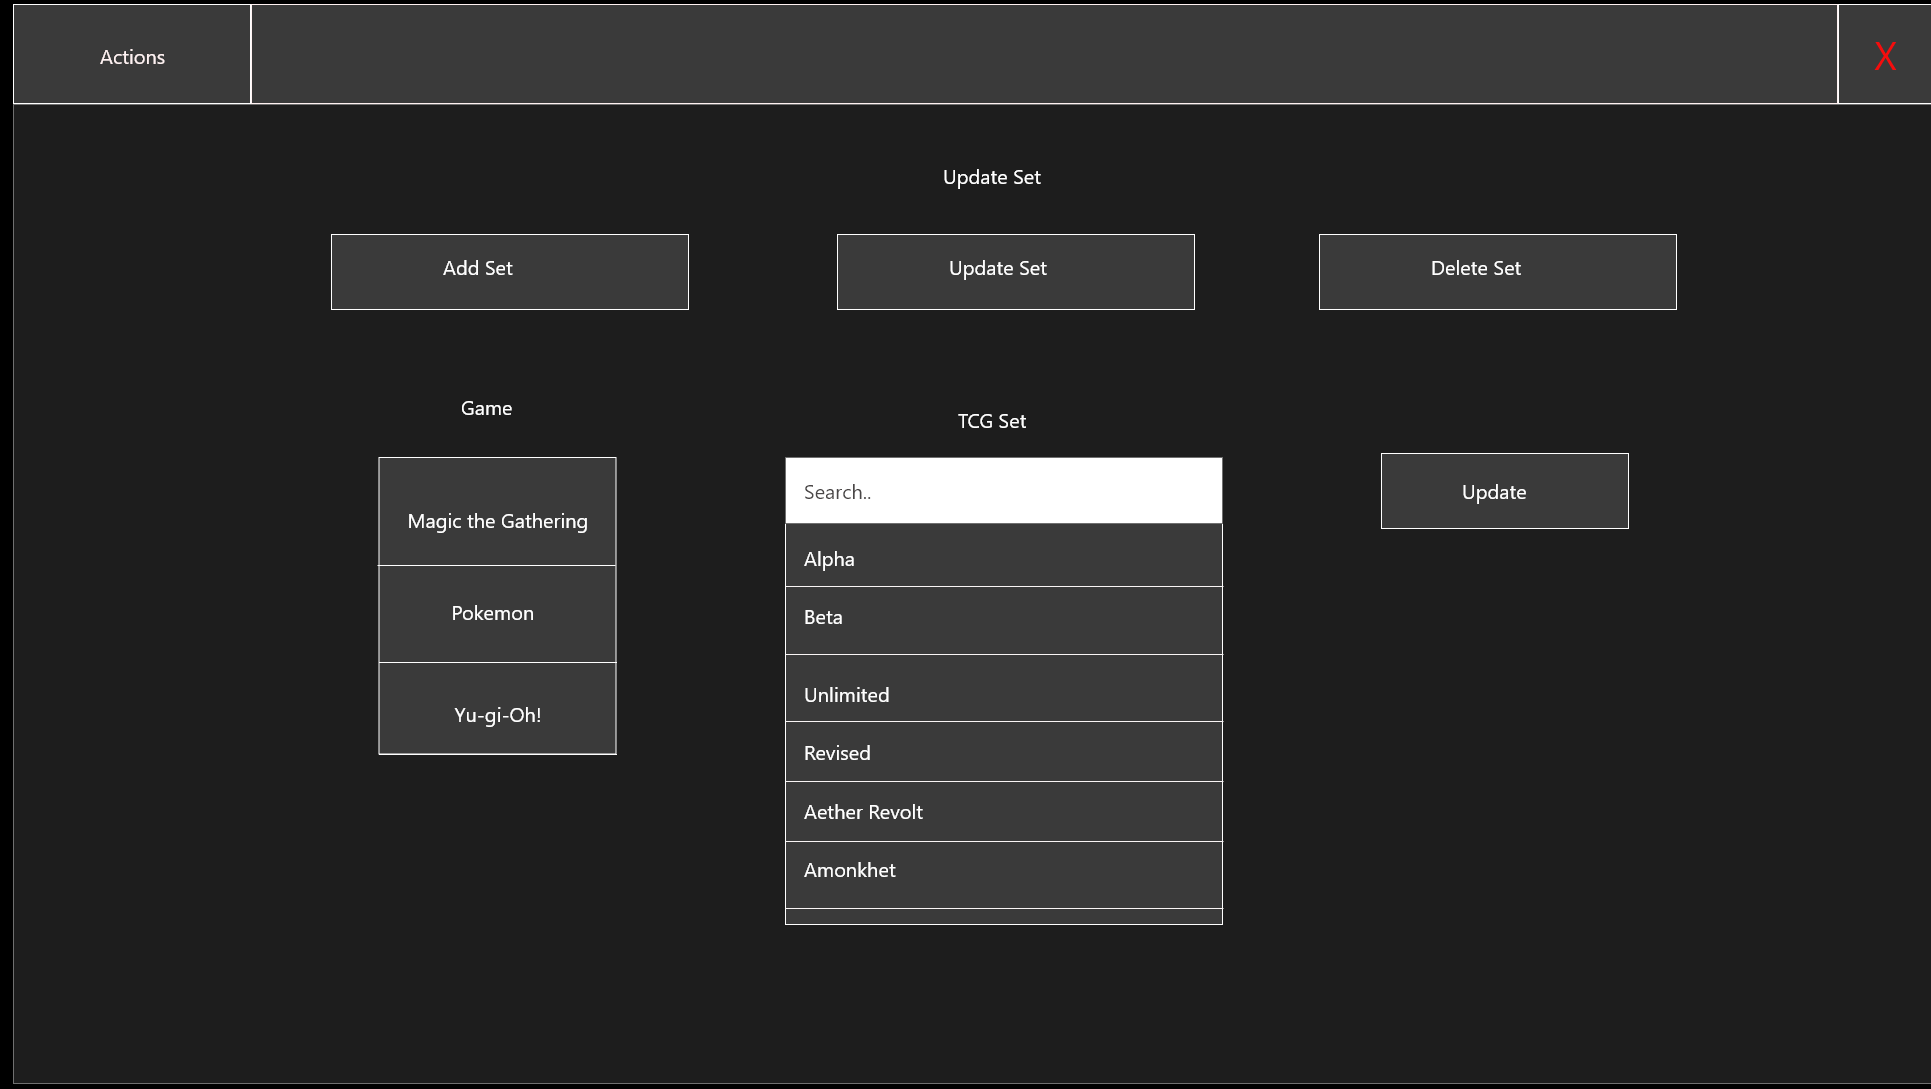 Actions
X
Update Set
Add Set
Update Set
Delete Set
Game
Magic the Gathering
Pokemon
Yu-gi-Oh!
TCG Set
Search..
Alpha
Beta
Unlimited
Revised
Aether Revolt
Amonkhet
Update